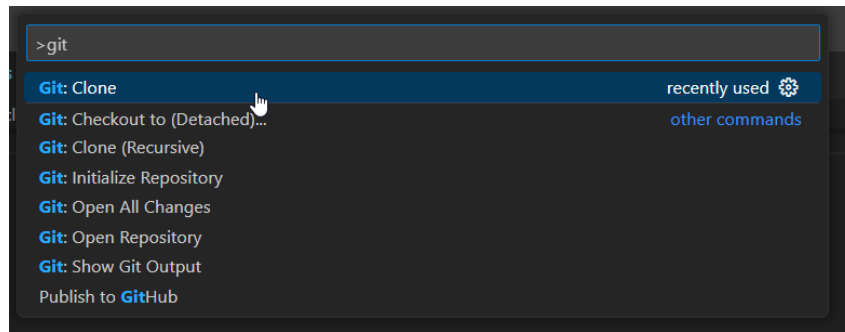 >git
Git: Clone recently used
Git: Checkout to (Detached)... other commands
Git: Clone (Recursive)
Git: Initialize Repository
Git: Open All Changes
Git: Open Repository
Git: Show Git Output
Publish to GitHub